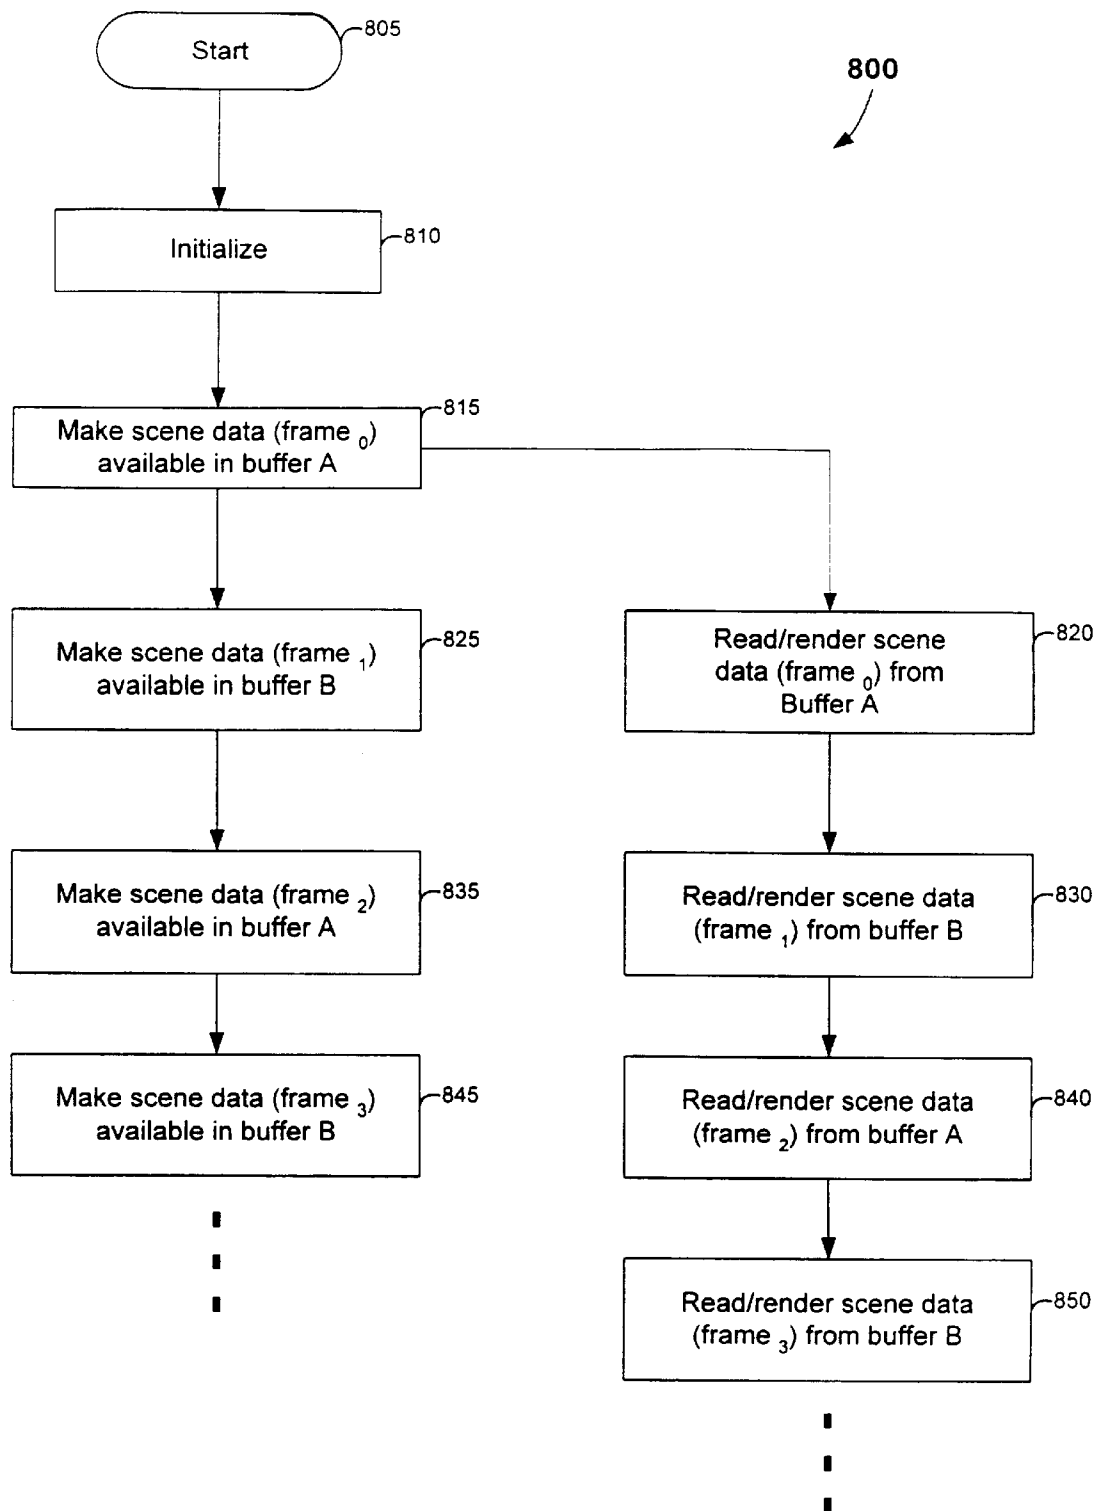 Start
805
800
Initialize
810
815
Make scene data (frame 0)
available in buffer A
Make scene data (frame 1)
available in buffer B
825
Read/render scene
data (frame 0) from
Buffer A
820
Make scene data (frame 2)
available in buffer A
835
Read/render scene data
(frame 1) from buffer B
830
Make scene data (frame 3)
available in buffer B
845
Read/render scene data
(frame 2) from buffer A
840
Read/render scene data
(frame 3) from buffer B
850